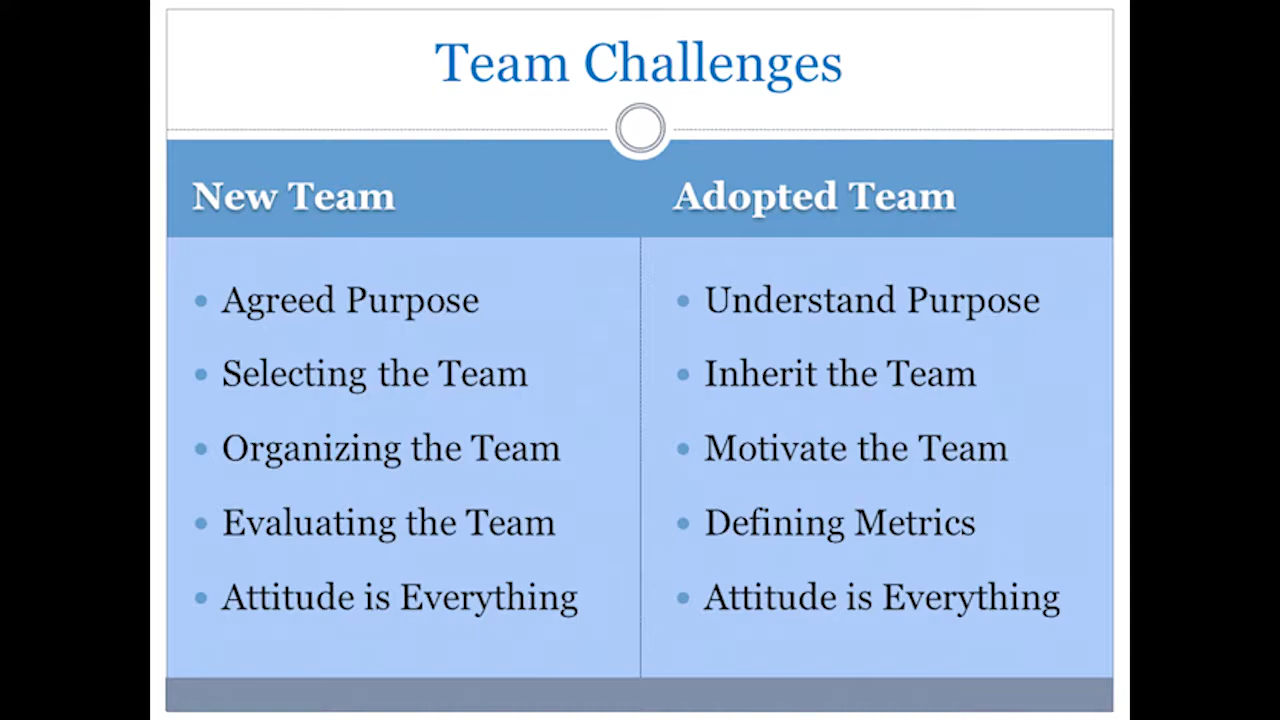 Team Challenges
New Team
Agreed Purpose
Selecting the Team
Organizing the Team
Evaluating the Team
Attitude is Everything
Adopted Team
Understand Purpose
Inherit the Team
Motivate the Team
Defining Metrics
Attitude is Everything